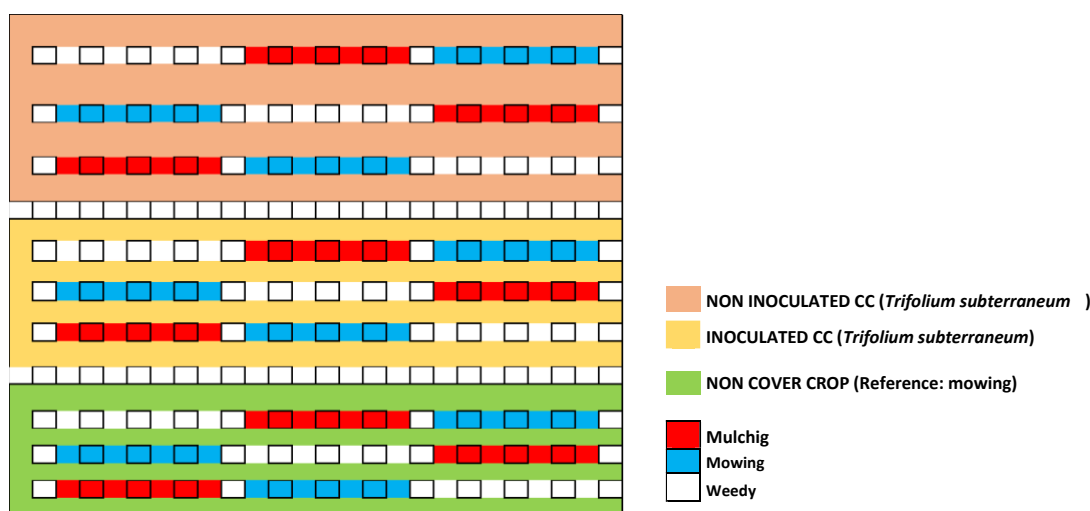 NON INOCULATED CC (Trifolium subterraneum )
INOCULATED CC (Trifolium subterraneum)
NON COVER CROP (Reference: mowing)
Mulchig
Mowing
Weedy